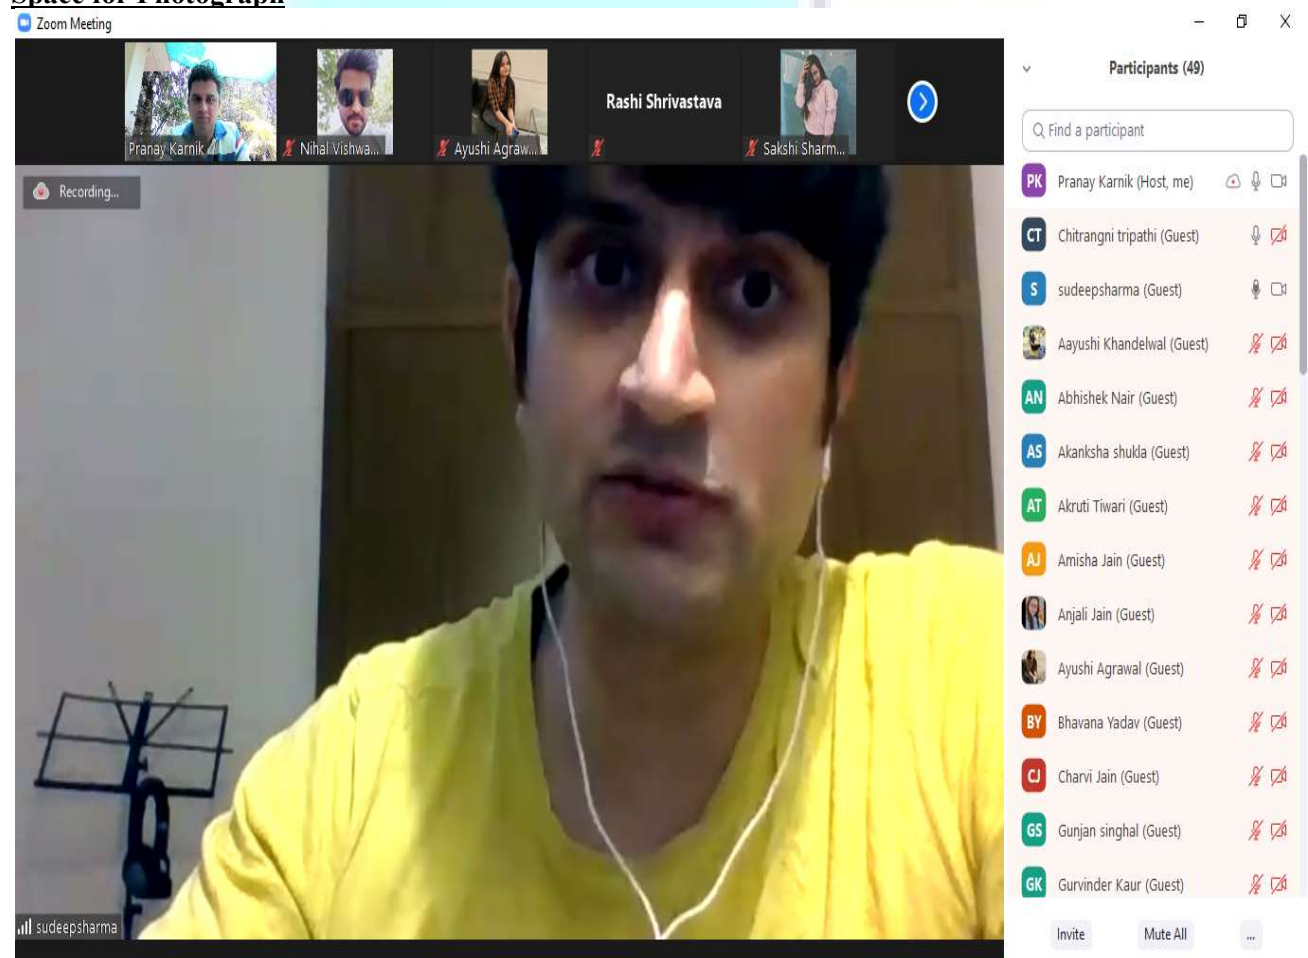 Space for Photograph
Zoom Meeting
Pranay Karnik
Nihal Vishwa...
Ayushi Agraw...
Rashi Shrivastava
Sakshi Sharm...
Recording...
sudeepsharma
Participants (49)
Find a participant
PK Pranay Karnik (Host, me)
CT Chitrangni tripathi (Guest)
S sudeepsharma (Guest)
Aayushi Khandelwal (Guest)
AN Abhishek Nair (Guest)
AS Akanksha shukla (Guest)
AT Akruti Tiwari (Guest)
AJ Amisha Jain (Guest)
Anjali Jain (Guest)
Ayushi Agrawal (Guest)
BY Bhavana Yadav (Guest)
CJ Charvi Jain (Guest)
GS Gunjan singhal (Guest)
GK Gurvinder Kaur (Guest)
Invite Mute All ...